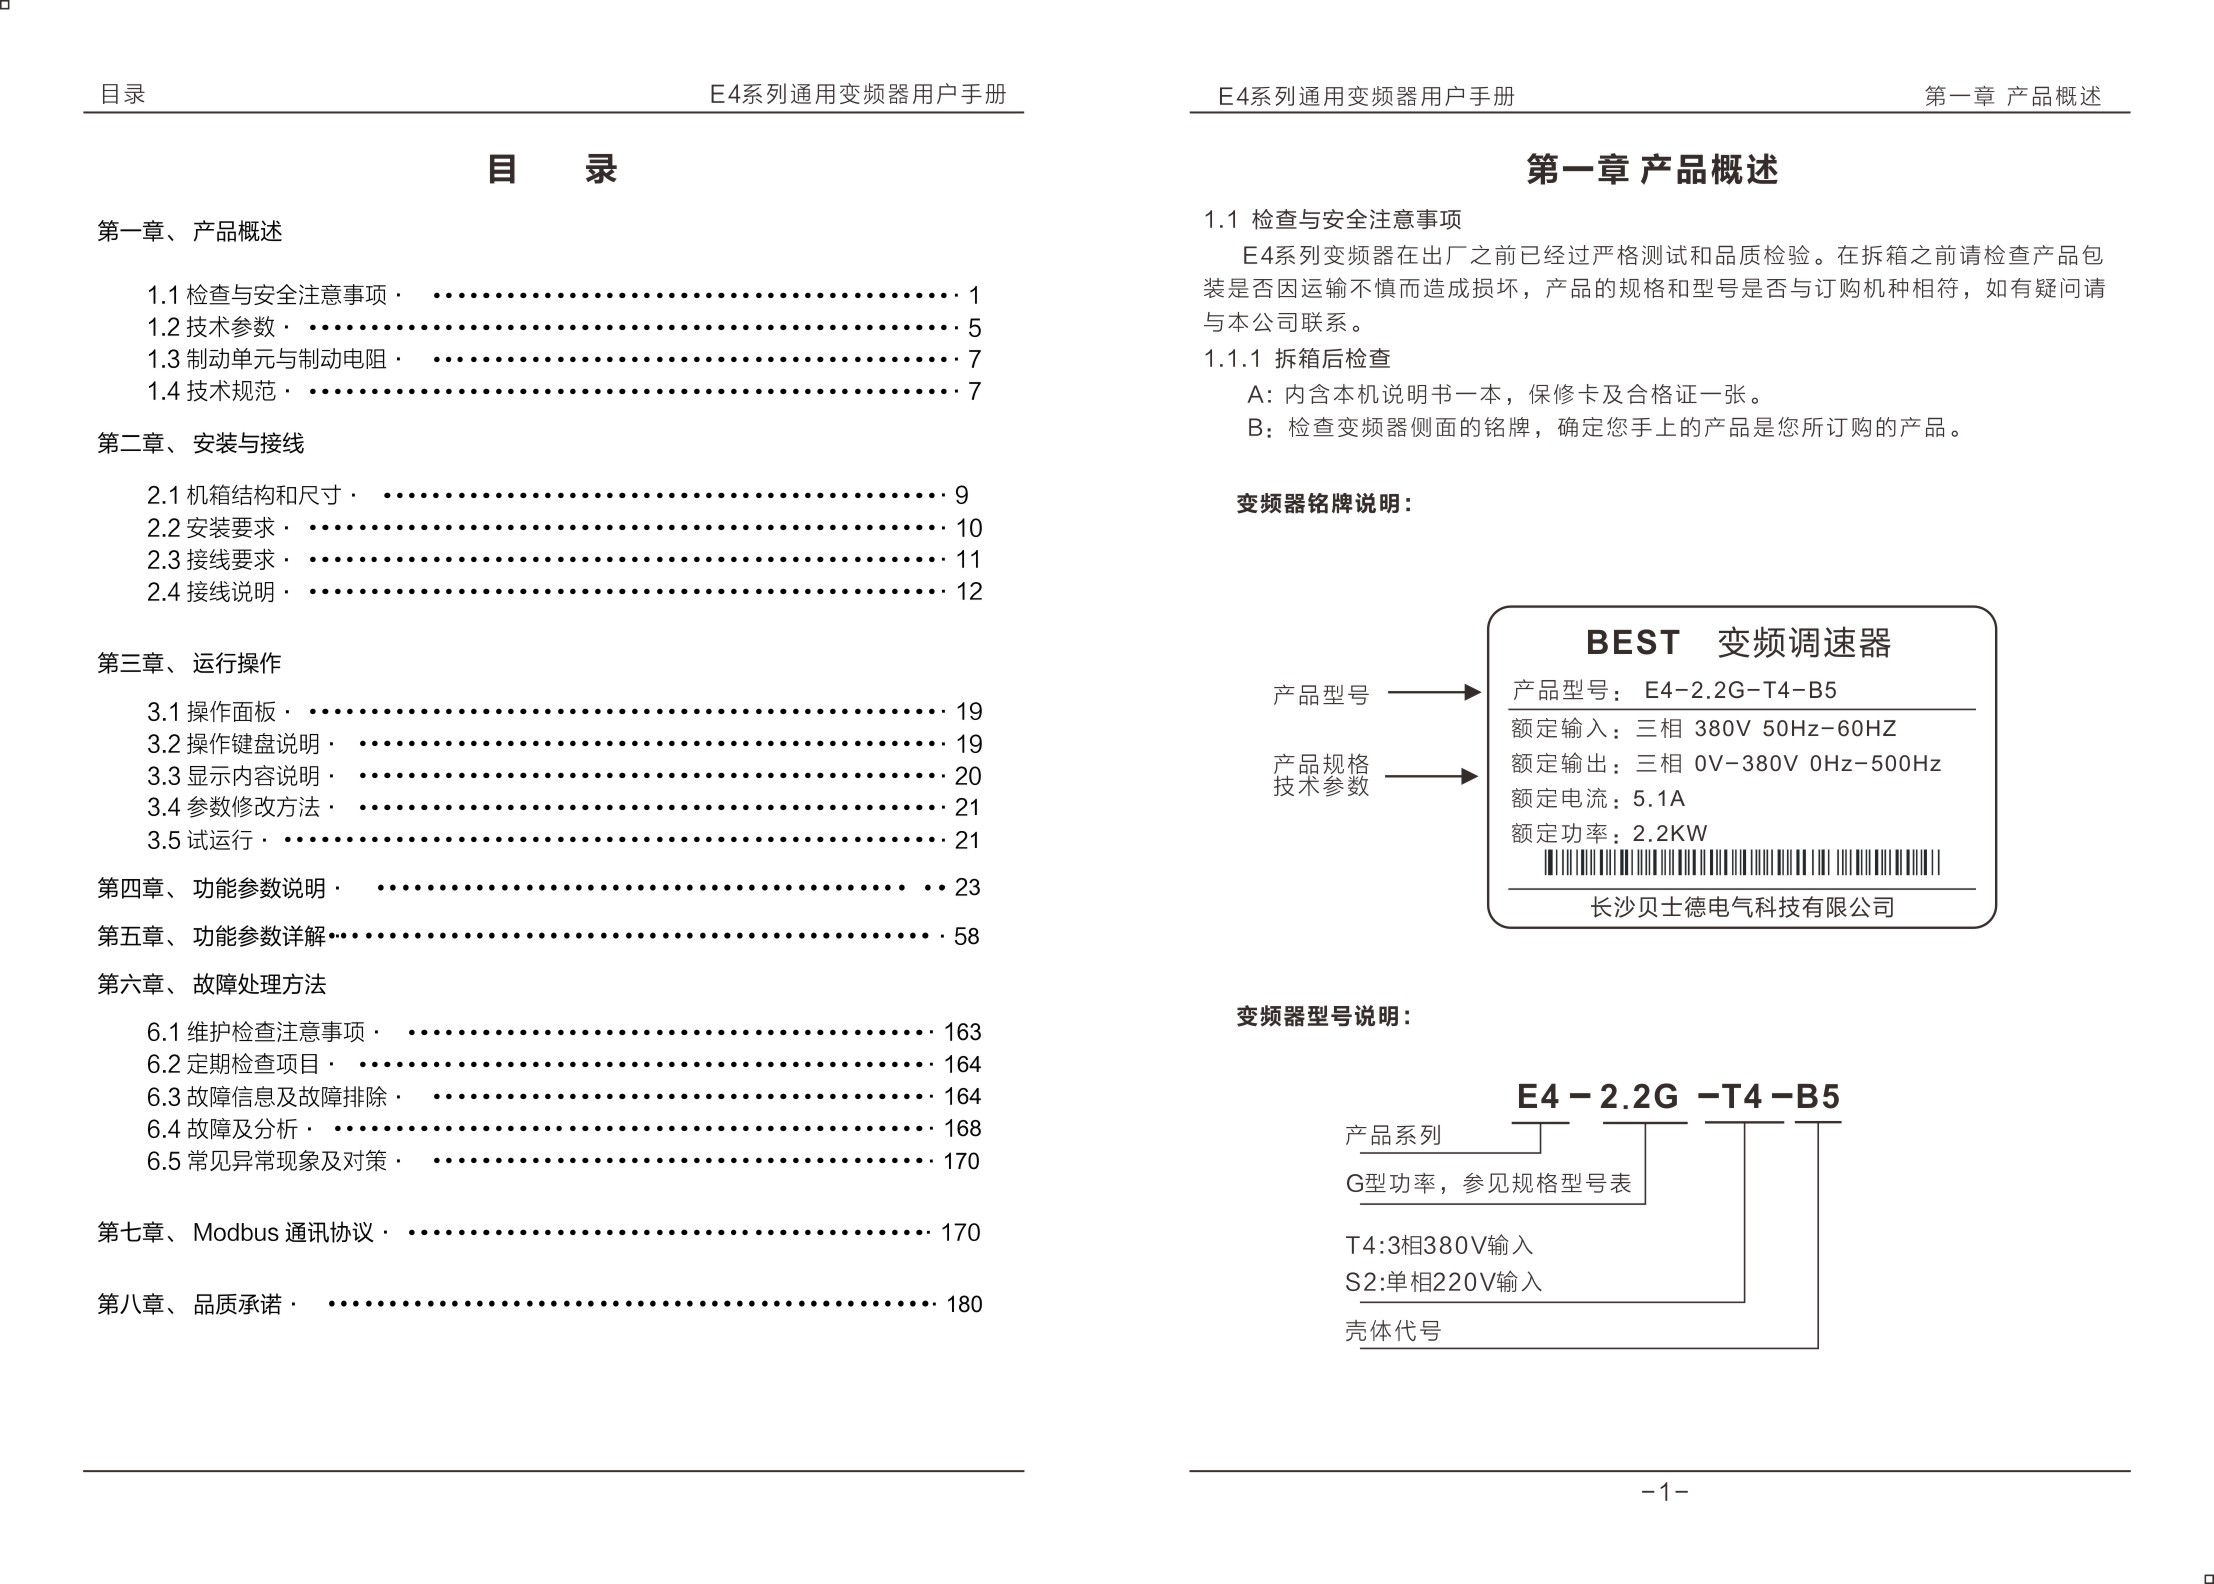 目录 E4系列通用变频器用户手册
目 录
第一章、 产品概述
1.1 检查与安全注意事项 · ·········································· 1
1.2 技术参数 · ···················································· 5
1.3 制动单元与制动电阻 · ·········································· 7
1.4 技术规范 · ···················································· 7
第二章、 安装与接线
2.1 机箱结构和尺寸 · ············································· 9
2.2 安装要求 · ··················································· 10
2.3 接线要求 · ··················································· 11
2.4 接线说明 · ··················································· 12
第三章、 运行操作
3.1 操作面板 · ··················································· 19
3.2 操作键盘说明 · ··············································· 19
3.3 显示内容说明 · ··············································· 20
3.4 参数修改方法 · ··············································· 21
3.5 试运行 · ····················································· 21
第四章、 功能参数说明 · ··········································· ·· 23
第五章、 功能参数详解················································· · 58
第六章、 故障处理方法
6.1 维护检查注意事项 · ·········································· 163
6.2 定期检查项目 · ·············································· 164
6.3 故障信息及故障排除 · ········································ 164
6.4 故障及分析 · ················································ 168
6.5 常见异常现象及对策 · ········································ 170
第七章、 Modbus 通讯协议 · ·········································· 170
第八章、 品质承诺 · ················································· 180
E4系列通用变频器用户手册 第一章 产品概述
第一章 产品概述
1.1 检查与安全注意事项
E4系列变频器在出厂之前已经过严格测试和品质检验。在拆箱之前请检查产品包
装是否因运输不慎而造成损坏，产品的规格和型号是否与订购机种相符，如有疑问请
与本公司联系。
1.1.1 拆箱后检查
A: 内含本机说明书一本，保修卡及合格证一张。
B：检查变频器侧面的铭牌，确定您手上的产品是您所订购的产品。
变频器铭牌说明：
BEST 变频调速器
产品型号
产品型号： E4-2.2G-T4-B5
额定输入：三相 380V 50Hz-60HZ
产品规格
技术参数
额定输出：三相 0V-380V 0Hz-500Hz
额定电流：5.1A
额定功率：2.2KW
长沙贝士德电气科技有限公司
变频器型号说明：
E4 - 2.2G -T4 -B5
产品系列
G型功率，参见规格型号表
T4:3相380V输入
S2:单相220V输入
壳体代号
-1-